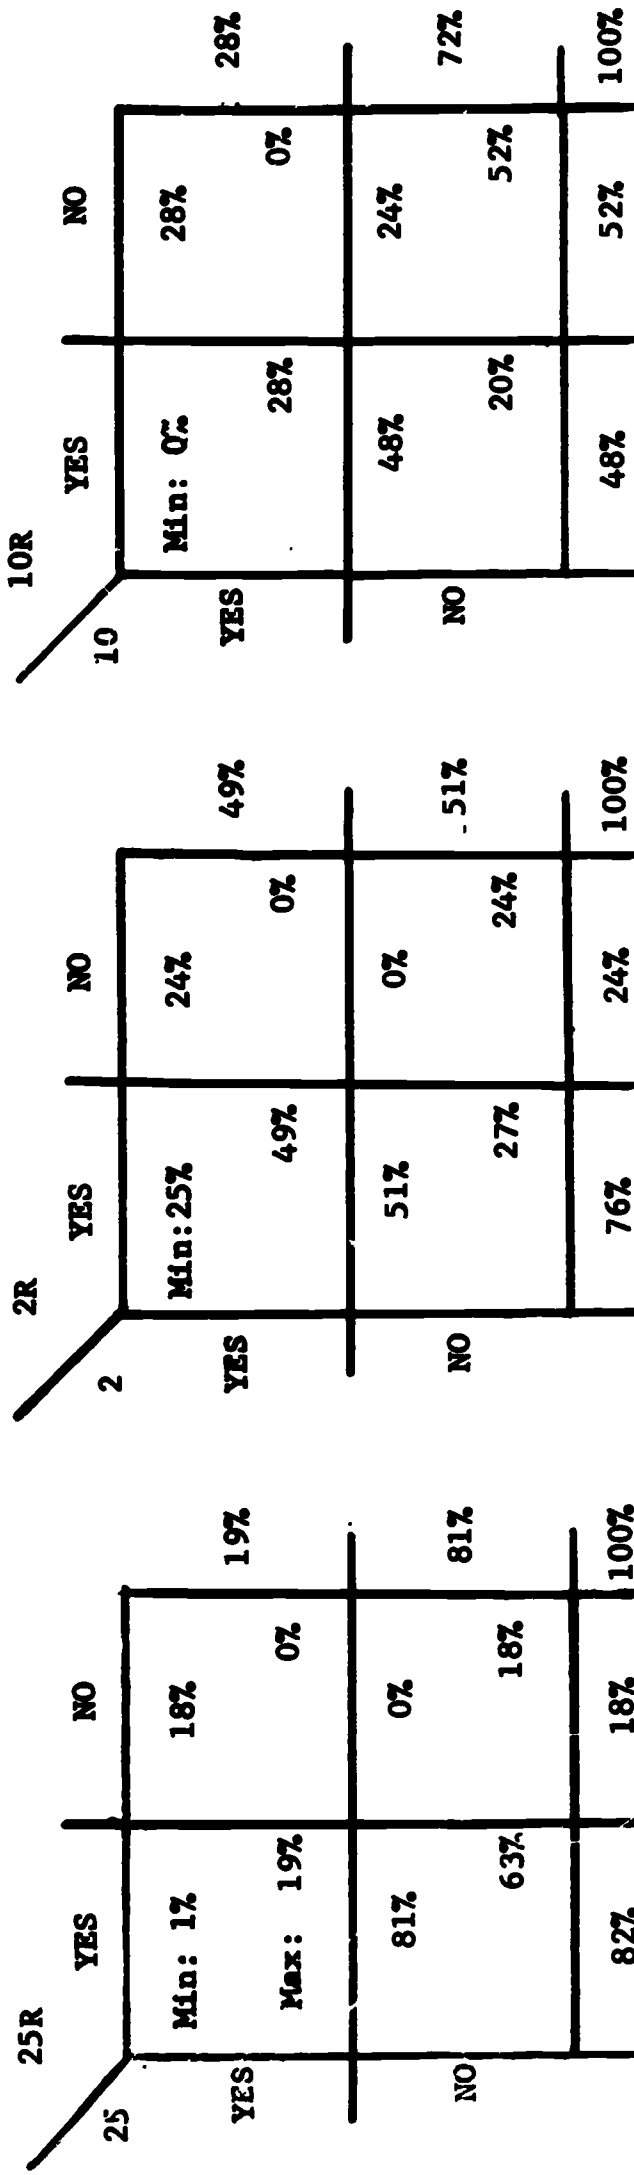 25R
25 YES NO
YES Min: 1% 18% 19%
Max: 19% 0%
NO 81% 0% 81%
63% 18%
82% 18% 100%
2R
2 YES NO
YES Min:25% 24% 49%
49% 0%
NO 51% 0% 51%
27% 24%
76% 24% 100%
10R
10 YES NO
YES Min: 0% 28% 28%
28% 0%
NO 48% 24% 72%
20% 52%
48% 52% 100%